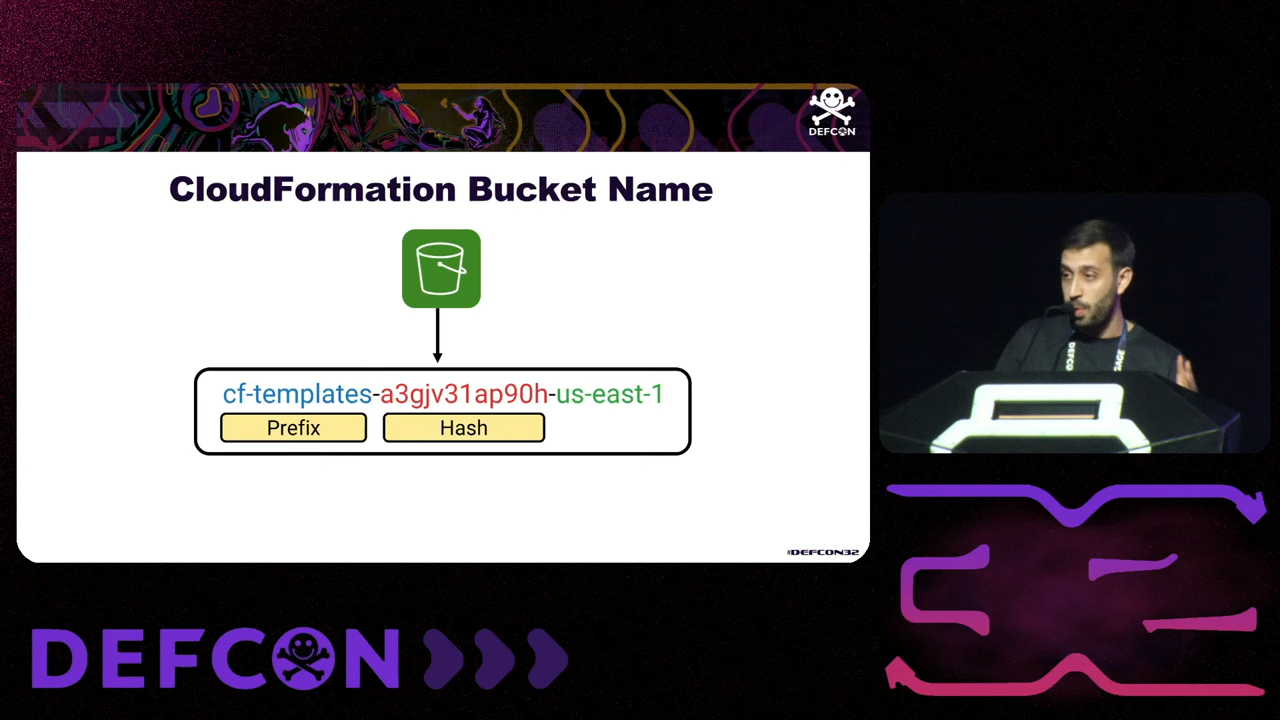 DEFCON
CloudFormation Bucket Name
cf-templates-a3gjv31ap90h-us-east-1
Prefix
Hash
#DEFCON32
DEFCON